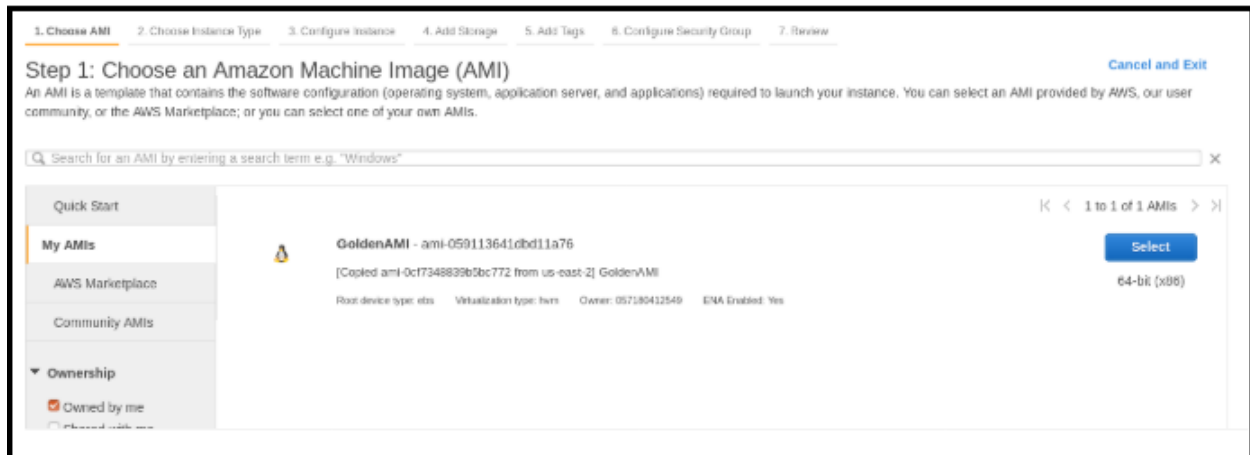 1. Choose AMI 2. Choose Instance Type 3. Configure Instance 4. Add Storage 5. Add Tags 6. Configure Security Group 7. Review
Step 1: Choose an Amazon Machine Image (AMI)
Cancel and Exit
An AMI is a template that contains the software configuration (operating system, application server, and applications) required to launch your instance. You can select an AMI provided by AWS, our user
community, or the AWS Marketplace; or you can select one of your own AMIs.
Search for an AMI by entering a search term e.g. "Windows"
Quick Start
My AMIs
AWS Marketplace
Community AMIs
Ownership
Owned by me
Shared with me
1 to 1 of 1 AMIs
GoldenAMI - ami-059113641dbd11a76
Select
[Copied ami-0cf7348839b5bc772 from us-east-2] GoldenAMI
64-bit (x86)
Root device type: ebs Virtualization type: hvm Owner: 057180412549 ENA Enabled: Yes